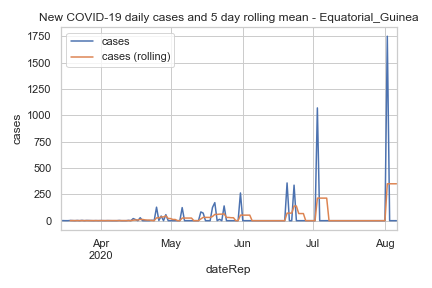 New COVID-19 daily cases and 5 day rolling mean - Equatorial_Guinea
cases
cases (rolling)
1750
1500
1250
1000
750
500
250
0
cases
Apr
2020
May
Jun
Jul
Aug
dateRep